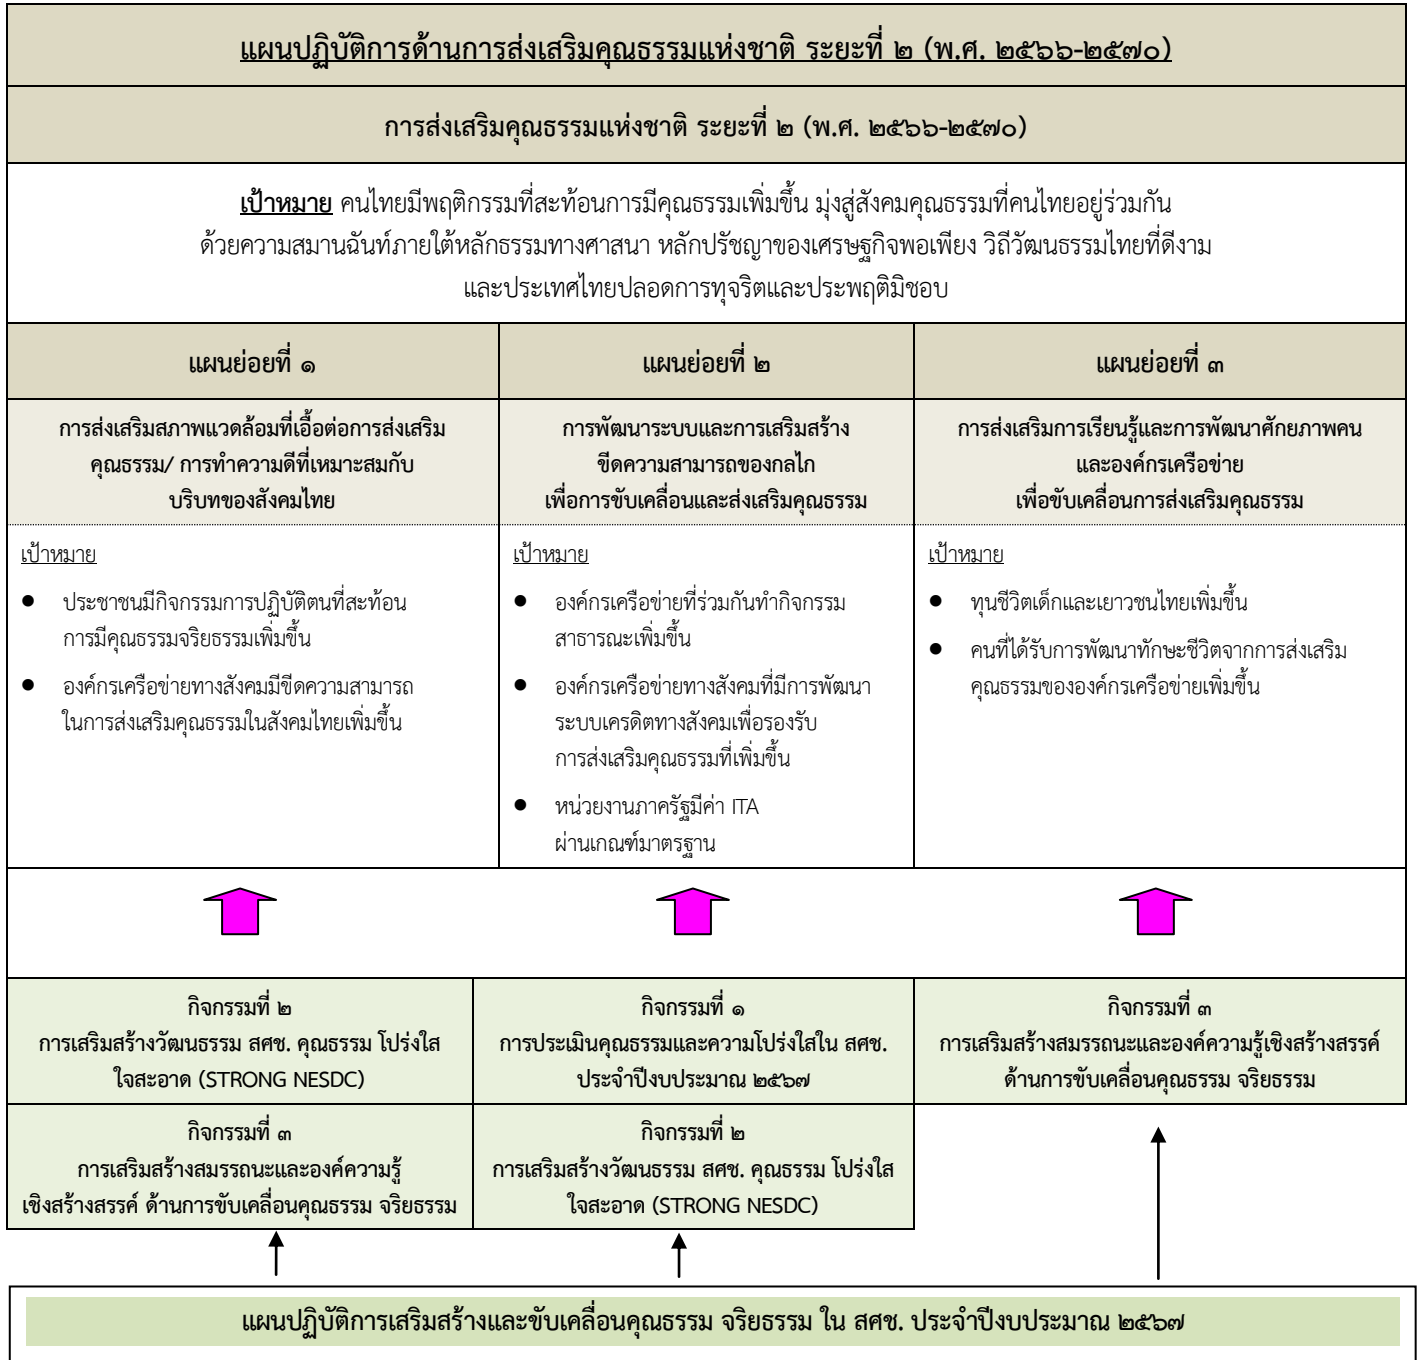 แผนปฏิบัติการด้านการส่งเสริมคุณธรรมแห่งชาติ ระยะที่ ๒ (พ.ศ. ๒๕๖๖-๒๕๗๐)
การส่งเสริมคุณธรรมแห่งชาติ ระยะที่ ๒ (พ.ศ. ๒๕๖๖-๒๕๗๐)
เป้าหมาย คนไทยมีพฤติกรรมที่สะท้อนการมีคุณธรรมเพิ่มขึ้น มุ่งสู่สังคมคุณธรรมที่คนไทยอยู่ร่วมกัน
ด้วยความสมานฉันท์ภายใต้หลักธรรมทางศาสนา หลักปรัชญาของเศรษฐกิจพอเพียง วิถีวัฒนธรรมไทยที่ดีงาม
และประเทศไทยปลอดการทุจริตและประพฤติมิชอบ
แผนย่อยที่ ๑
การส่งเสริมสภาพแวดล้อมที่เอื้อต่อการส่งเสริม
คุณธรรม/ การทำความดีที่เหมาะสมกับ
บริบทของสังคมไทย
เป้าหมาย
● ประชาชนมีกิจกรรมการปฏิบัติตนที่สะท้อน
การมีคุณธรรมจริยธรรมเพิ่มขึ้น
● องค์กรเครือข่ายทางสังคมมีขีดความสามารถ
ในการส่งเสริมคุณธรรมในสังคมไทยเพิ่มขึ้น
แผนย่อยที่ ๒
การพัฒนาระบบและการเสริมสร้าง
ขีดความสามารถของกลไก
เพื่อการขับเคลื่อนและส่งเสริมคุณธรรม
เป้าหมาย
● องค์กรเครือข่ายที่ร่วมกันทำกิจกรรม
สาธารณะเพิ่มขึ้น
● องค์กรเครือข่ายทางสังคมที่มีการพัฒนา
ระบบเครดิตทางสังคมเพื่อรองรับ
การส่งเสริมคุณธรรมที่เพิ่มขึ้น
● หน่วยงานภาครัฐมีค่า ITA
ผ่านเกณฑ์มาตรฐาน
แผนย่อยที่ ๓
การส่งเสริมการเรียนรู้และการพัฒนาศักยภาพคน
และองค์กรเครือข่าย
เพื่อขับเคลื่อนการส่งเสริมคุณธรรม
เป้าหมาย
● ทุนชีวิตเด็กและเยาวชนไทยเพิ่มขึ้น
● คนที่ได้รับการพัฒนาทักษะชีวิตจากการส่งเสริม
คุณธรรมขององค์กรเครือข่ายเพิ่มขึ้น
กิจกรรมที่ ๒
การเสริมสร้างวัฒนธรรม สศช. คุณธรรม โปร่งใส
ใจสะอาด (STRONG NESDC)
กิจกรรมที่ ๓
การเสริมสร้างสมรรถนะและองค์ความรู้
เชิงสร้างสรรค์ ด้านการขับเคลื่อนคุณธรรม จริยธรรม
กิจกรรมที่ ๑
การประเมินคุณธรรมและความโปร่งใสใน สศช.
ประจำปีงบประมาณ ๒๕๖๗
กิจกรรมที่ ๒
การเสริมสร้างวัฒนธรรม สศช. คุณธรรม โปร่งใส
ใจสะอาด (STRONG NESDC)
กิจกรรมที่ ๓
การเสริมสร้างสมรรถนะและองค์ความรู้เชิงสร้างสรรค์
ด้านการขับเคลื่อนคุณธรรม จริยธรรม
แผนปฏิบัติการเสริมสร้างและขับเคลื่อนคุณธรรม จริยธรรม ใน สศช. ประจำปีงบประมาณ ๒๕๖๗